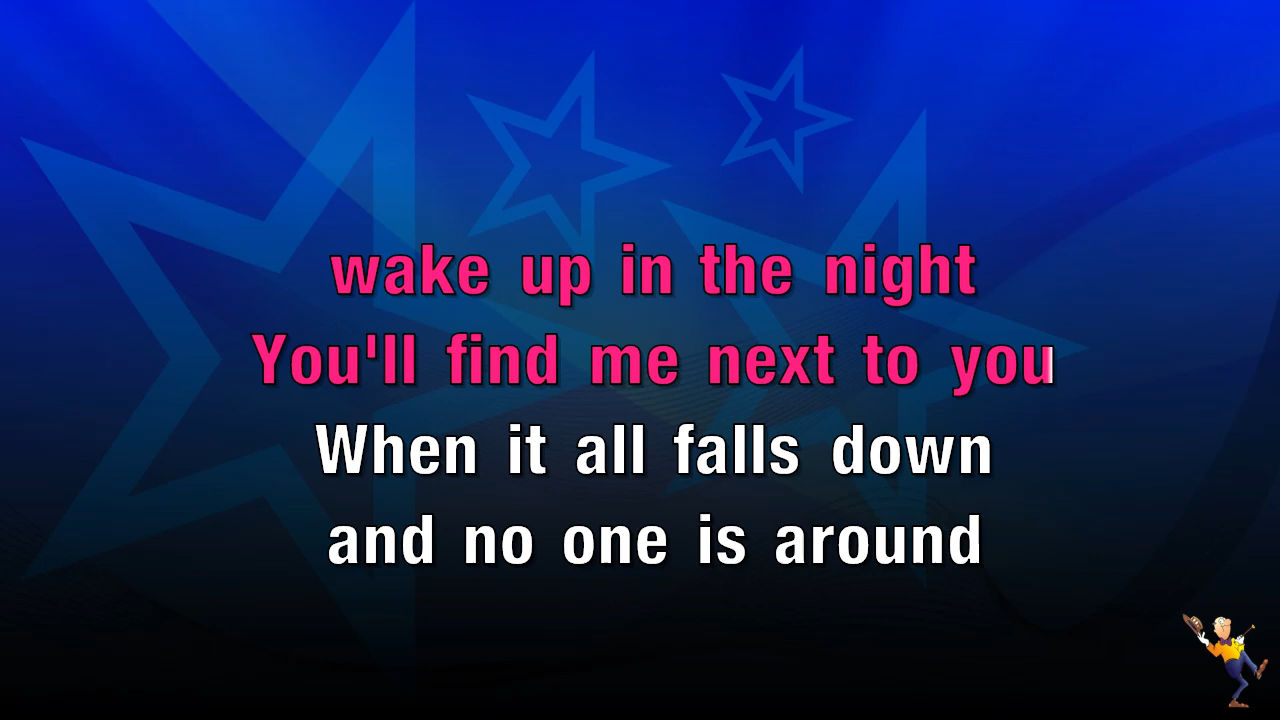 wake up in the night
You'll find me next to you
When it all falls down
and no one is around